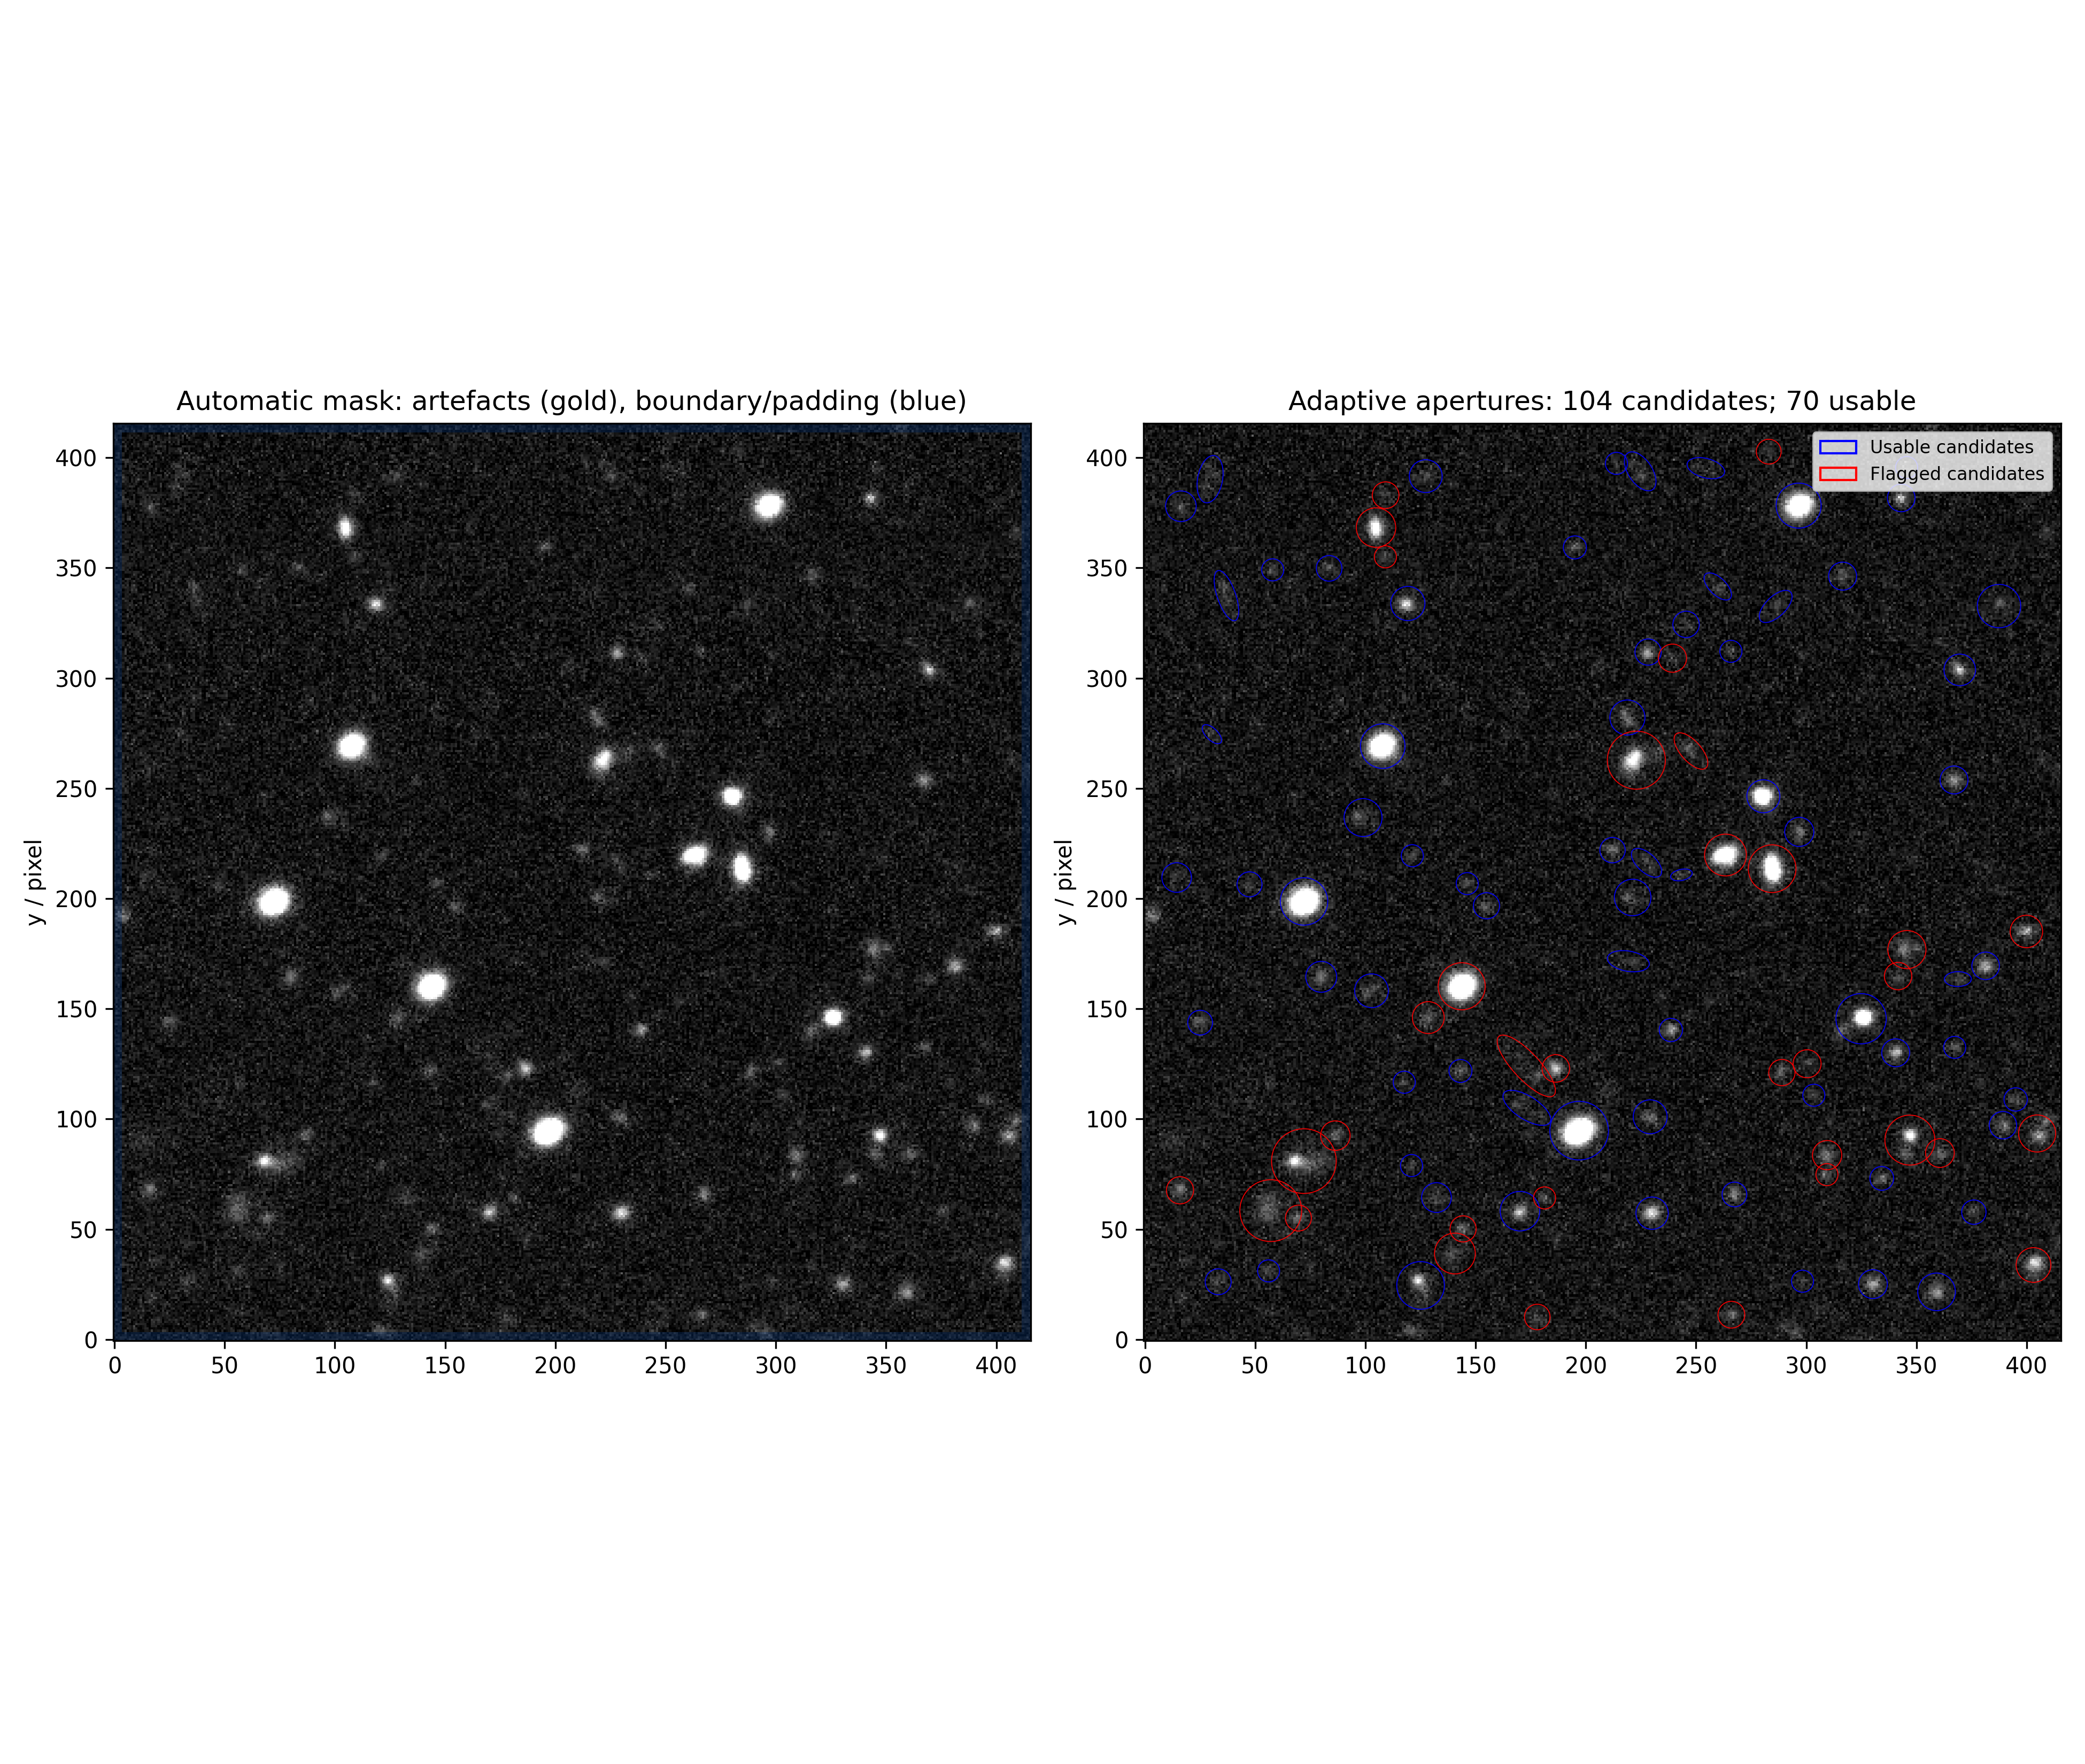 Automatic mask: artefacts (gold), boundary/padding (blue)
y / pixel
400
350
300
250
200
150
100
50
0
0 50 100 150 200 250 300 350 400
Adaptive apertures: 104 candidates; 70 usable
Usable candidates
Flagged candidates
y / pixel
400
350
300
250
200
150
100
50
0
0 50 100 150 200 250 300 350 400